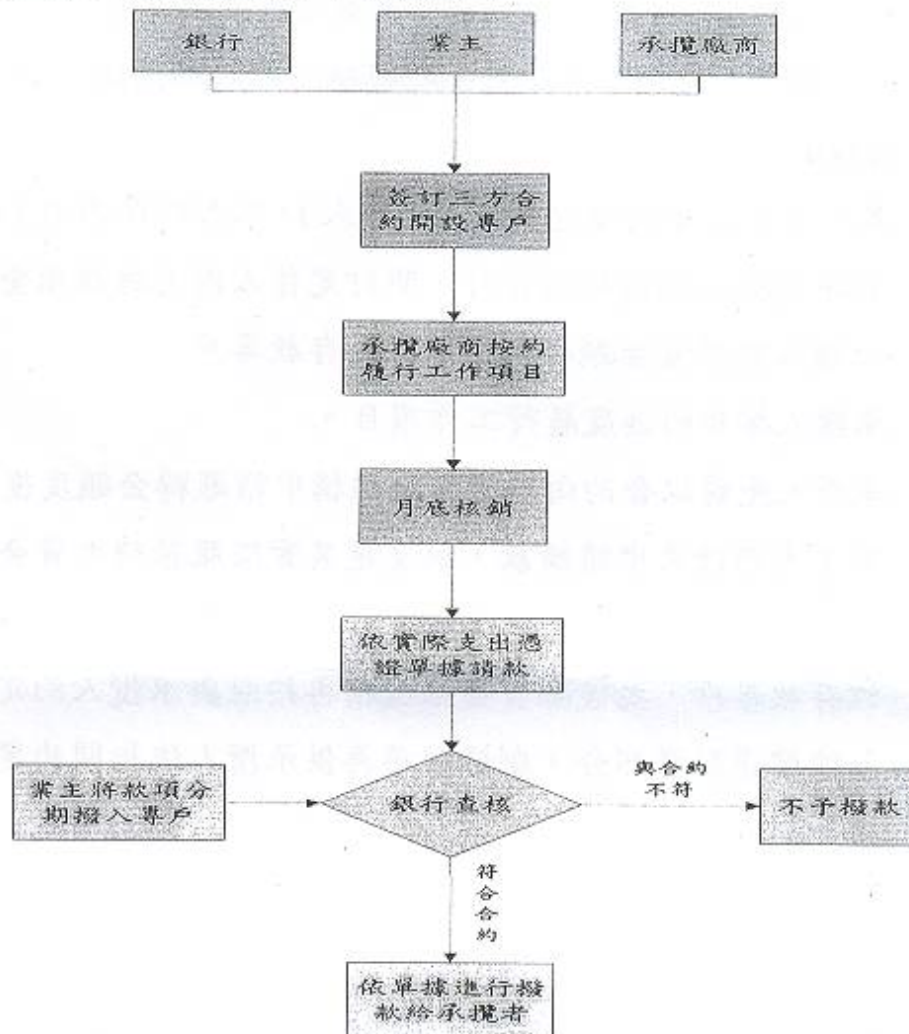 銀行
業主
承攬廠商
簽訂三方合
約開設專戶
承攬廠商按約
履行工作項目
月底核銷
依實際支出憑
證單據請款
業主將款項分
期撥入專戶
銀行查核
與合約
不符
不予撥款
符
合
合
約
依單據進行撥
款給承攬者